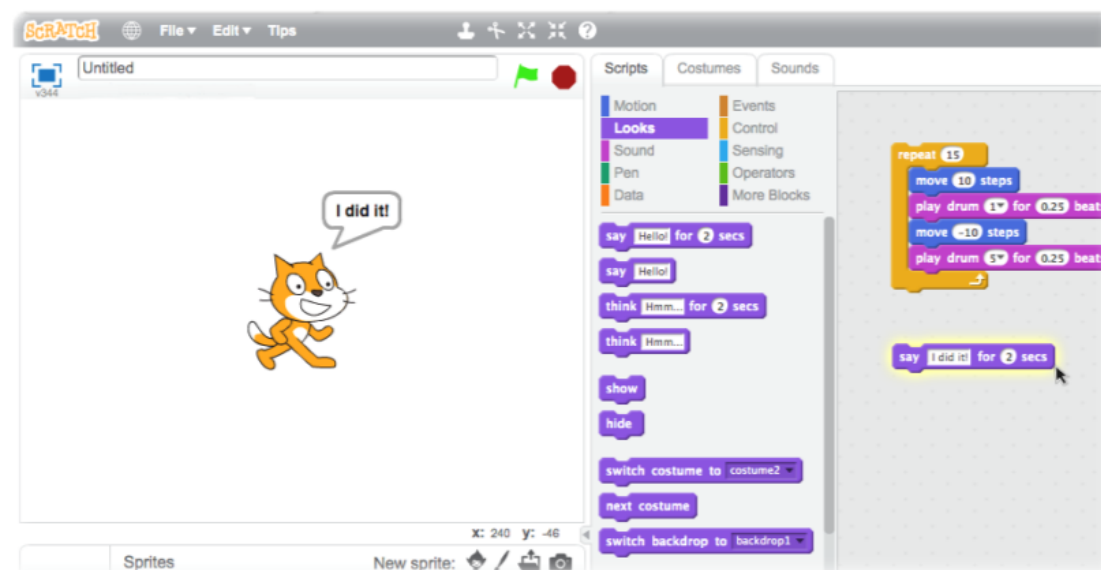 SCRATCH File Edit Tips
v344
Untitled
I did it!
x: 240 y: -46
Sprites New sprite:
Scripts Costumes Sounds
Motion Events
Looks Control
Sound Sensing
Pen Operators
Data More Blocks
say Hello! for 2 secs
say Hello!
think Hmm... for 2 secs
think Hmm...
show
hide
switch costume to costume2
next costume
switch backdrop to backdrop1
repeat 15
move 10 steps
play drum 1 for 0.25 beat
move -10 steps
play drum 5 for 0.25 beat
say I did it! for 2 secs